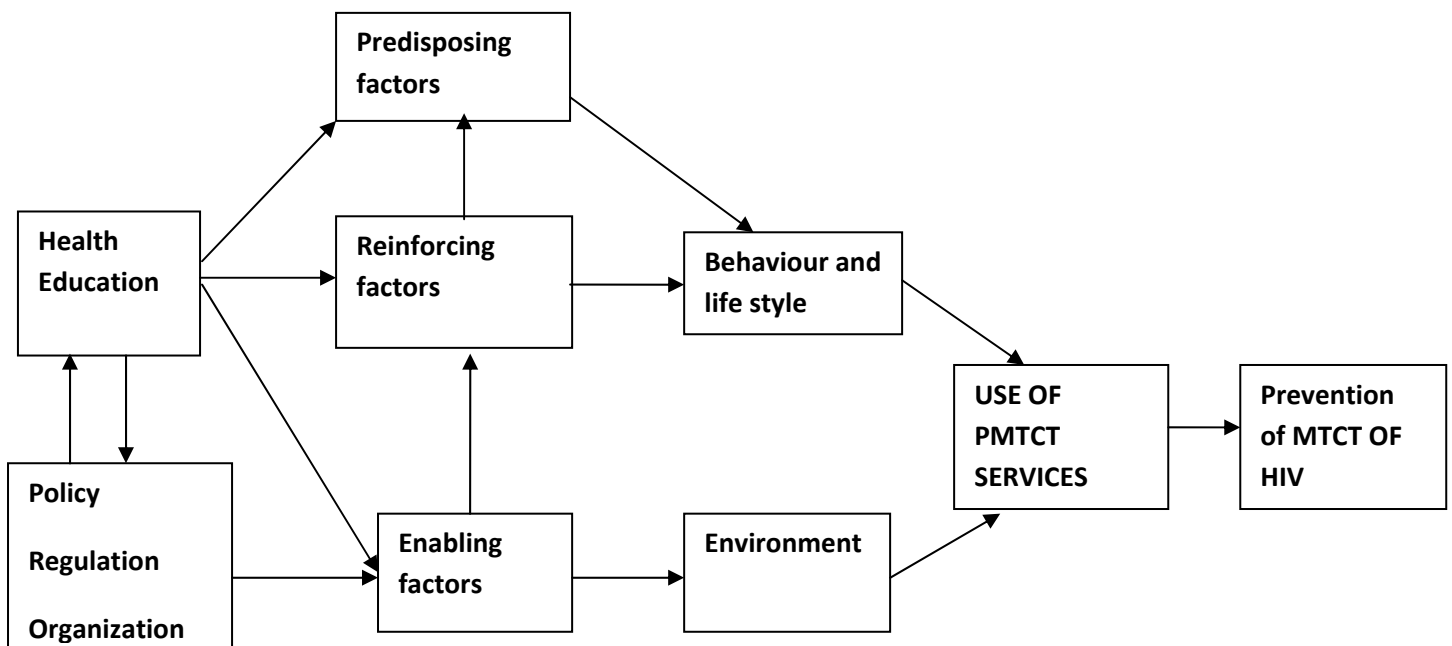 Predisposing
factors
Health
Education
Reinforcing
factors
Behaviour and
life style
USE OF
PMTCT
SERVICES
Prevention
of MTCT OF
HIV
Policy
Regulation
Organization
Enabling
factors
Environment